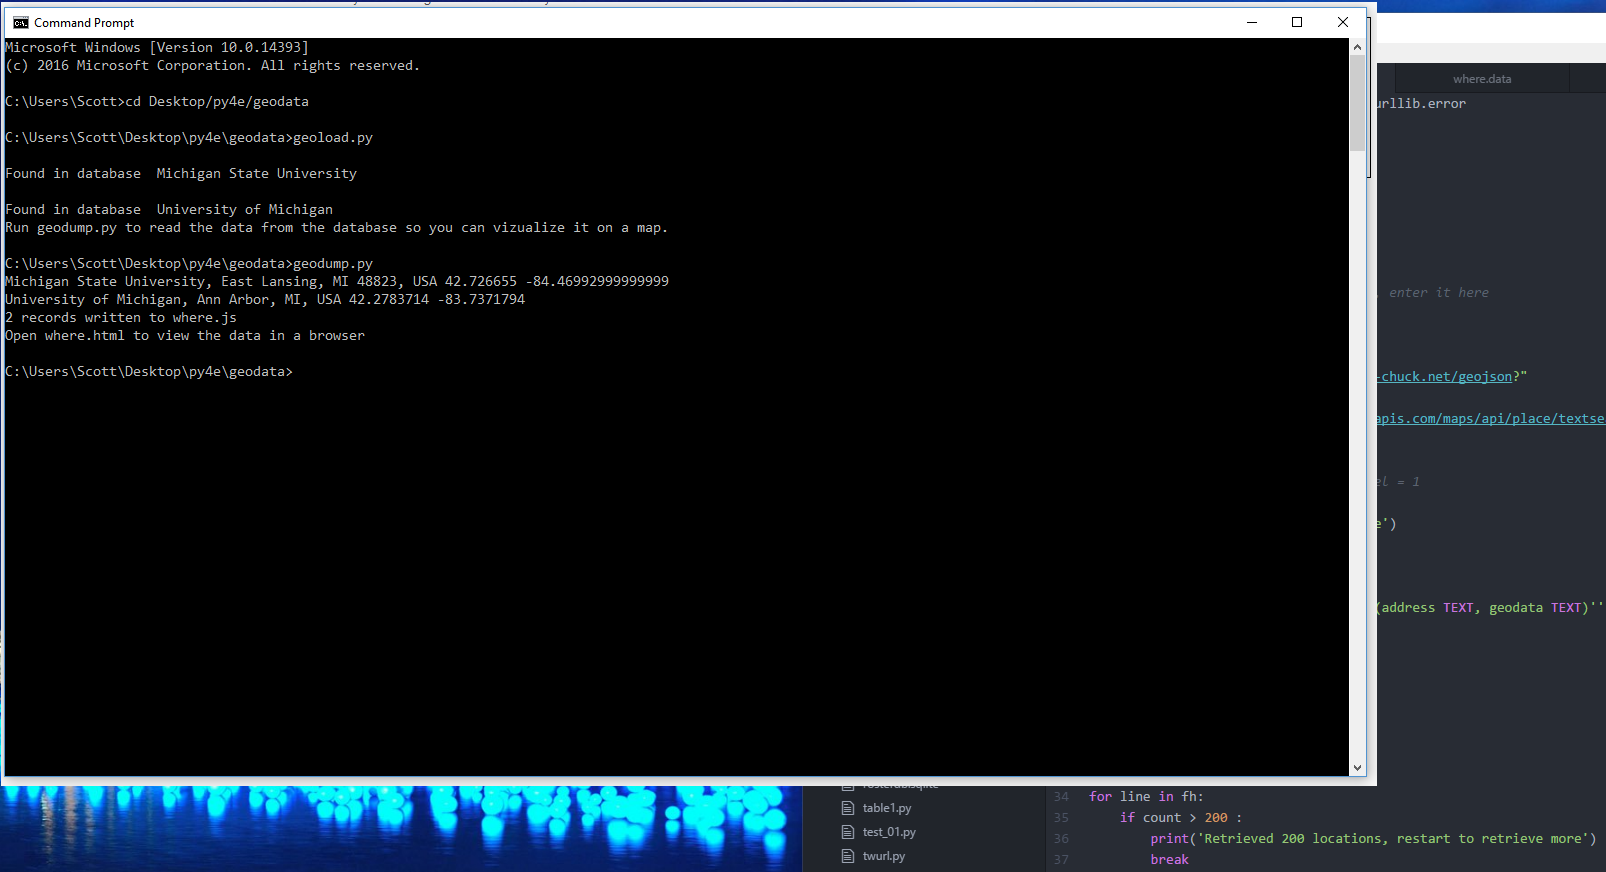 Command Prompt
Microsoft Windows [Version 10.0.14393]
(c) 2016 Microsoft Corporation. All rights reserved.
C:\Users\Scott>cd Desktop/py4e/geodata
C:\Users\Scott\Desktop\py4e\geodata>geoload.py
Found in database  Michigan State University
Found in database  University of Michigan
Run geodump.py to read the data from the database so you can vizualize it on a map.
C:\Users\Scott\Desktop\py4e\geodata>geodump.py
Michigan State University, East Lansing, MI 48823, USA 42.726655 -84.46992999999999
University of Michigan, Ann Arbor, MI, USA 42.2783714 -83.7371794
2 records written to where.js
Open where.html to view the data in a browser
C:\Users\Scott\Desktop\py4e\geodata>
where.data
urllib.error
, enter it here
-chuck.net/geojson?"
apis.com/maps/api/place/textse
el = 1
e')
(address TEXT, geodata TEXT)''
table1.py
test_01.py
twurl.py
34 for line in fh:
35 if count > 200 :
36 print('Retrieved 200 locations, restart to retrieve more')
37 break